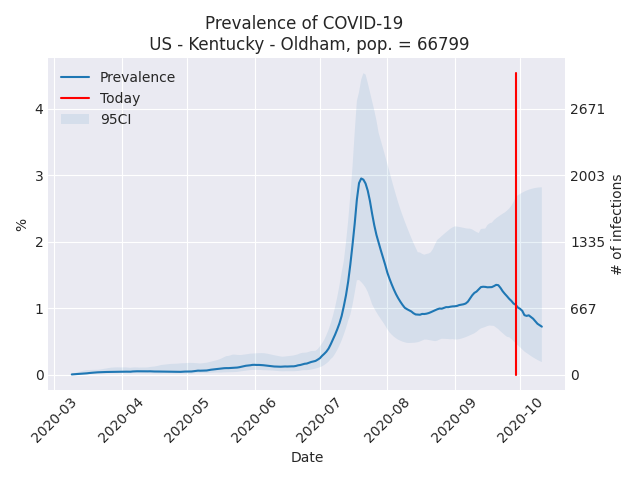 Prevalence of COVID-19
US - Kentucky - Oldham, pop. = 66799
Prevalence
Today
95CI
4
3
2
1
0
%
2671
2003
1335
667
0
# of infections
2020-03
2020-04
2020-05
2020-06
2020-07
2020-08
2020-09
2020-10
Date